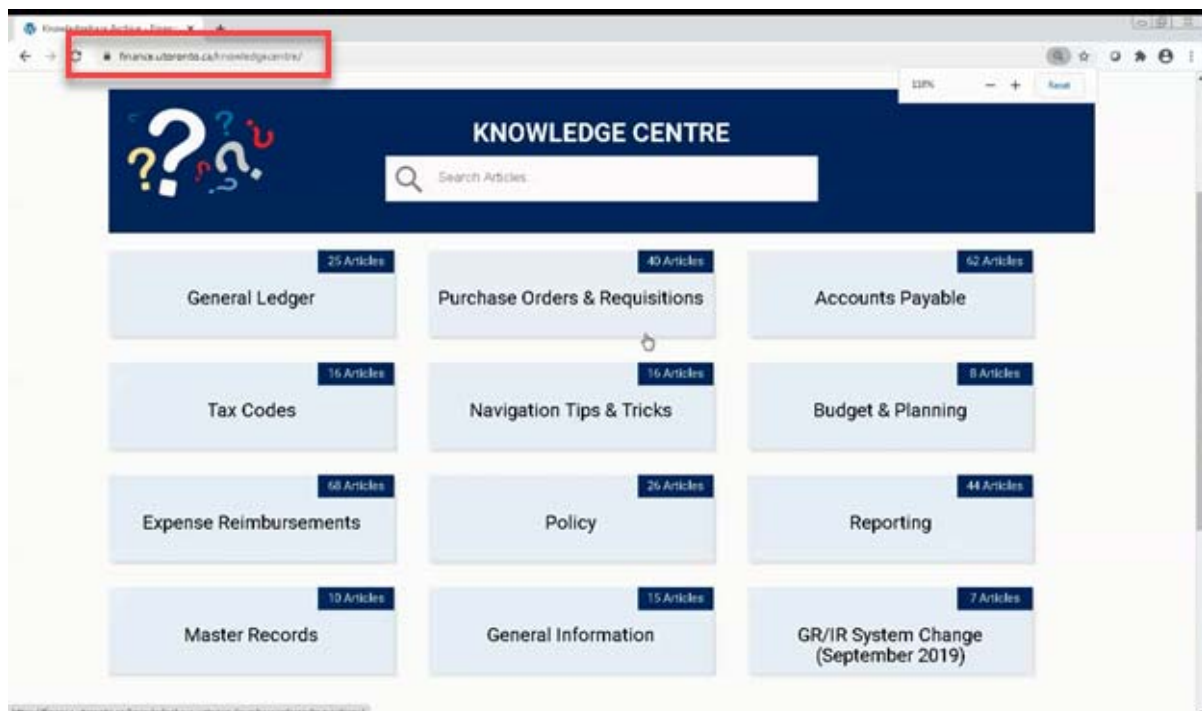 finance.utoronto.ca/knowledgecentre/
110%
Reset
KNOWLEDGE CENTRE
Search Articles
25 Articles
General Ledger
40 Articles
Purchase Orders & Requisitions
62 Articles
Accounts Payable
16 Articles
Tax Codes
16 Articles
Navigation Tips & Tricks
8 Articles
Budget & Planning
68 Articles
Expense Reimbursements
26 Articles
Policy
44 Articles
Reporting
10 Articles
Master Records
15 Articles
General Information
7 Articles
GR/IR System Change
(September 2019)